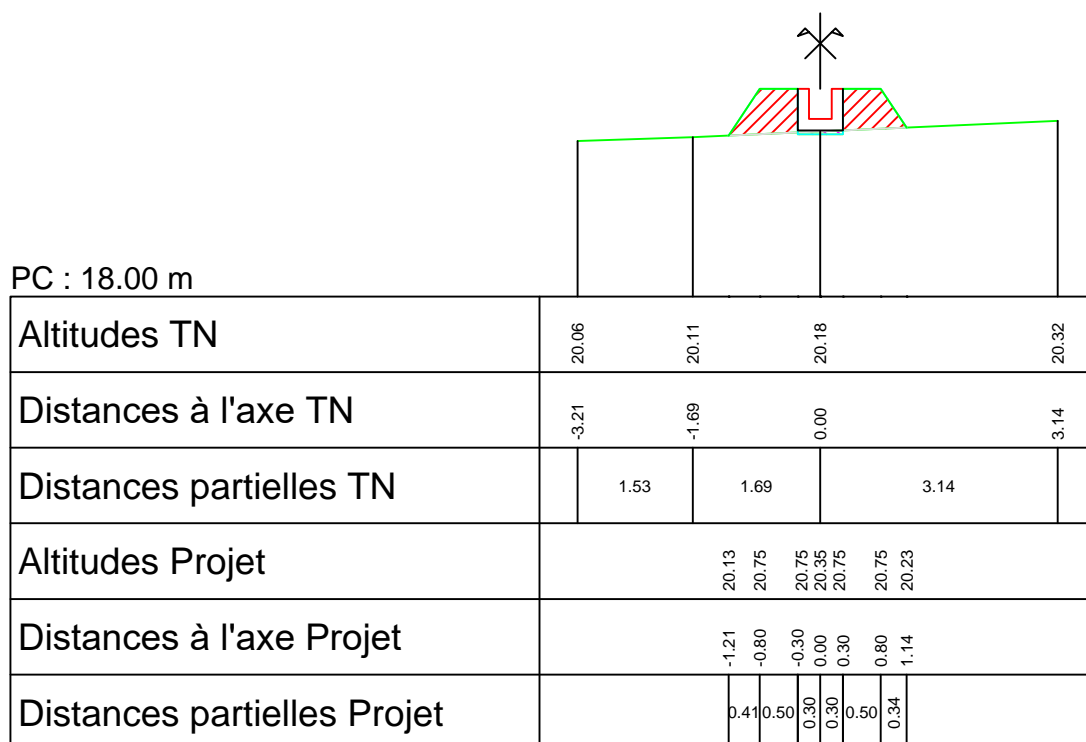 PC : 18.00 m
Altitudes TN 20.06 20.11 20.18 20.32
Distances à l'axe TN -3.21 -1.69 0.00 3.14
Distances partielles TN 1.53 1.69 3.14
Altitudes Projet 20.13 20.75 20.75 20.35 20.75 20.75 20.23
Distances à l'axe Projet -1.21 -0.80 -0.30 0.00 0.30 0.80 1.14
Distances partielles Projet 0.41 0.50 0.30 0.30 0.50 0.34